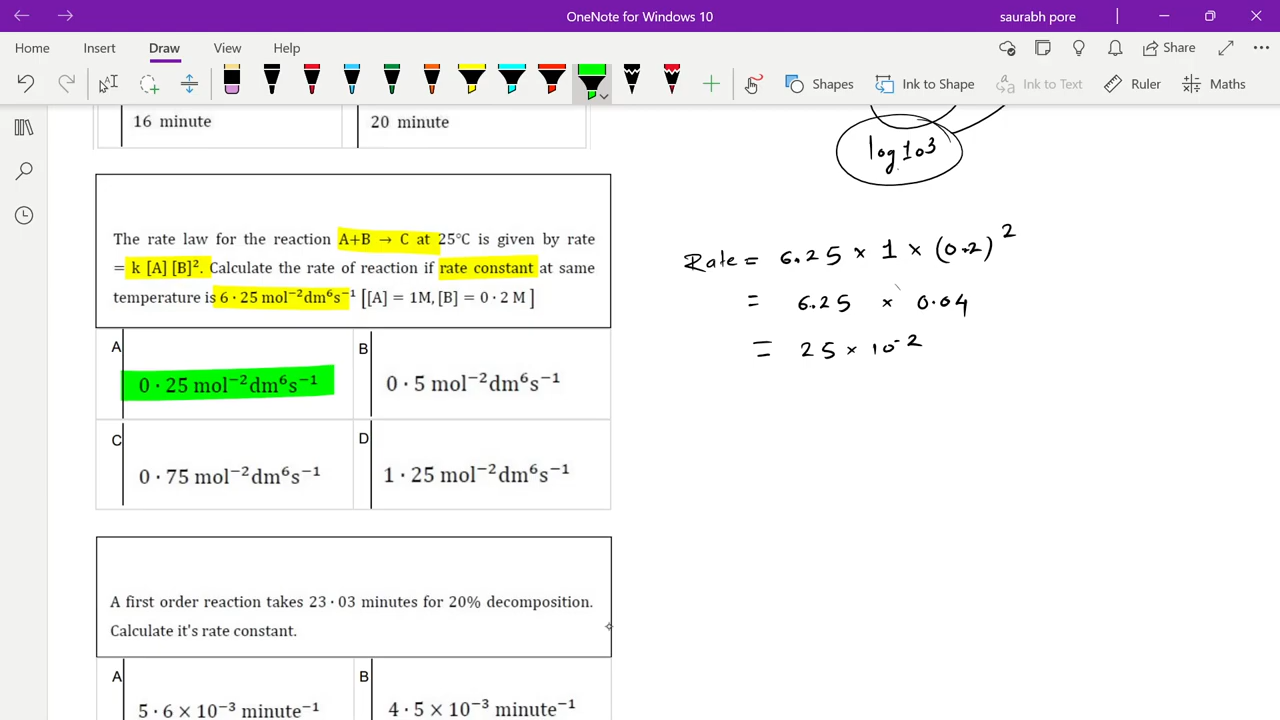 OneNote for Windows 10
saurabh pore
Home
Insert
Draw
View
Help
Share
Shapes
Ink to Shape
Ink to Text
Ruler
Maths
16 minute
20 minute
log 10³
The rate law for the reaction A+B → C at 25°C is given by rate
= k [A] [B]². Calculate the rate of reaction if rate constant at same
temperature is 6·25 mol⁻²dm⁶s⁻¹ [[A] = 1M, [B] = 0·2 M ]
A
0·25 mol⁻²dm⁶s⁻¹
B
0·5 mol⁻²dm⁶s⁻¹
C
0·75 mol⁻²dm⁶s⁻¹
D
1·25 mol⁻²dm⁶s⁻¹
Rate = 6.25 × 1 × (0.2)²
= 6.25 × 0.04
= 25 × 10⁻²
A first order reaction takes 23·03 minutes for 20% decomposition.
Calculate it's rate constant.
A
5·6 × 10⁻³ minute⁻¹
B
4·5 × 10⁻³ minute⁻¹